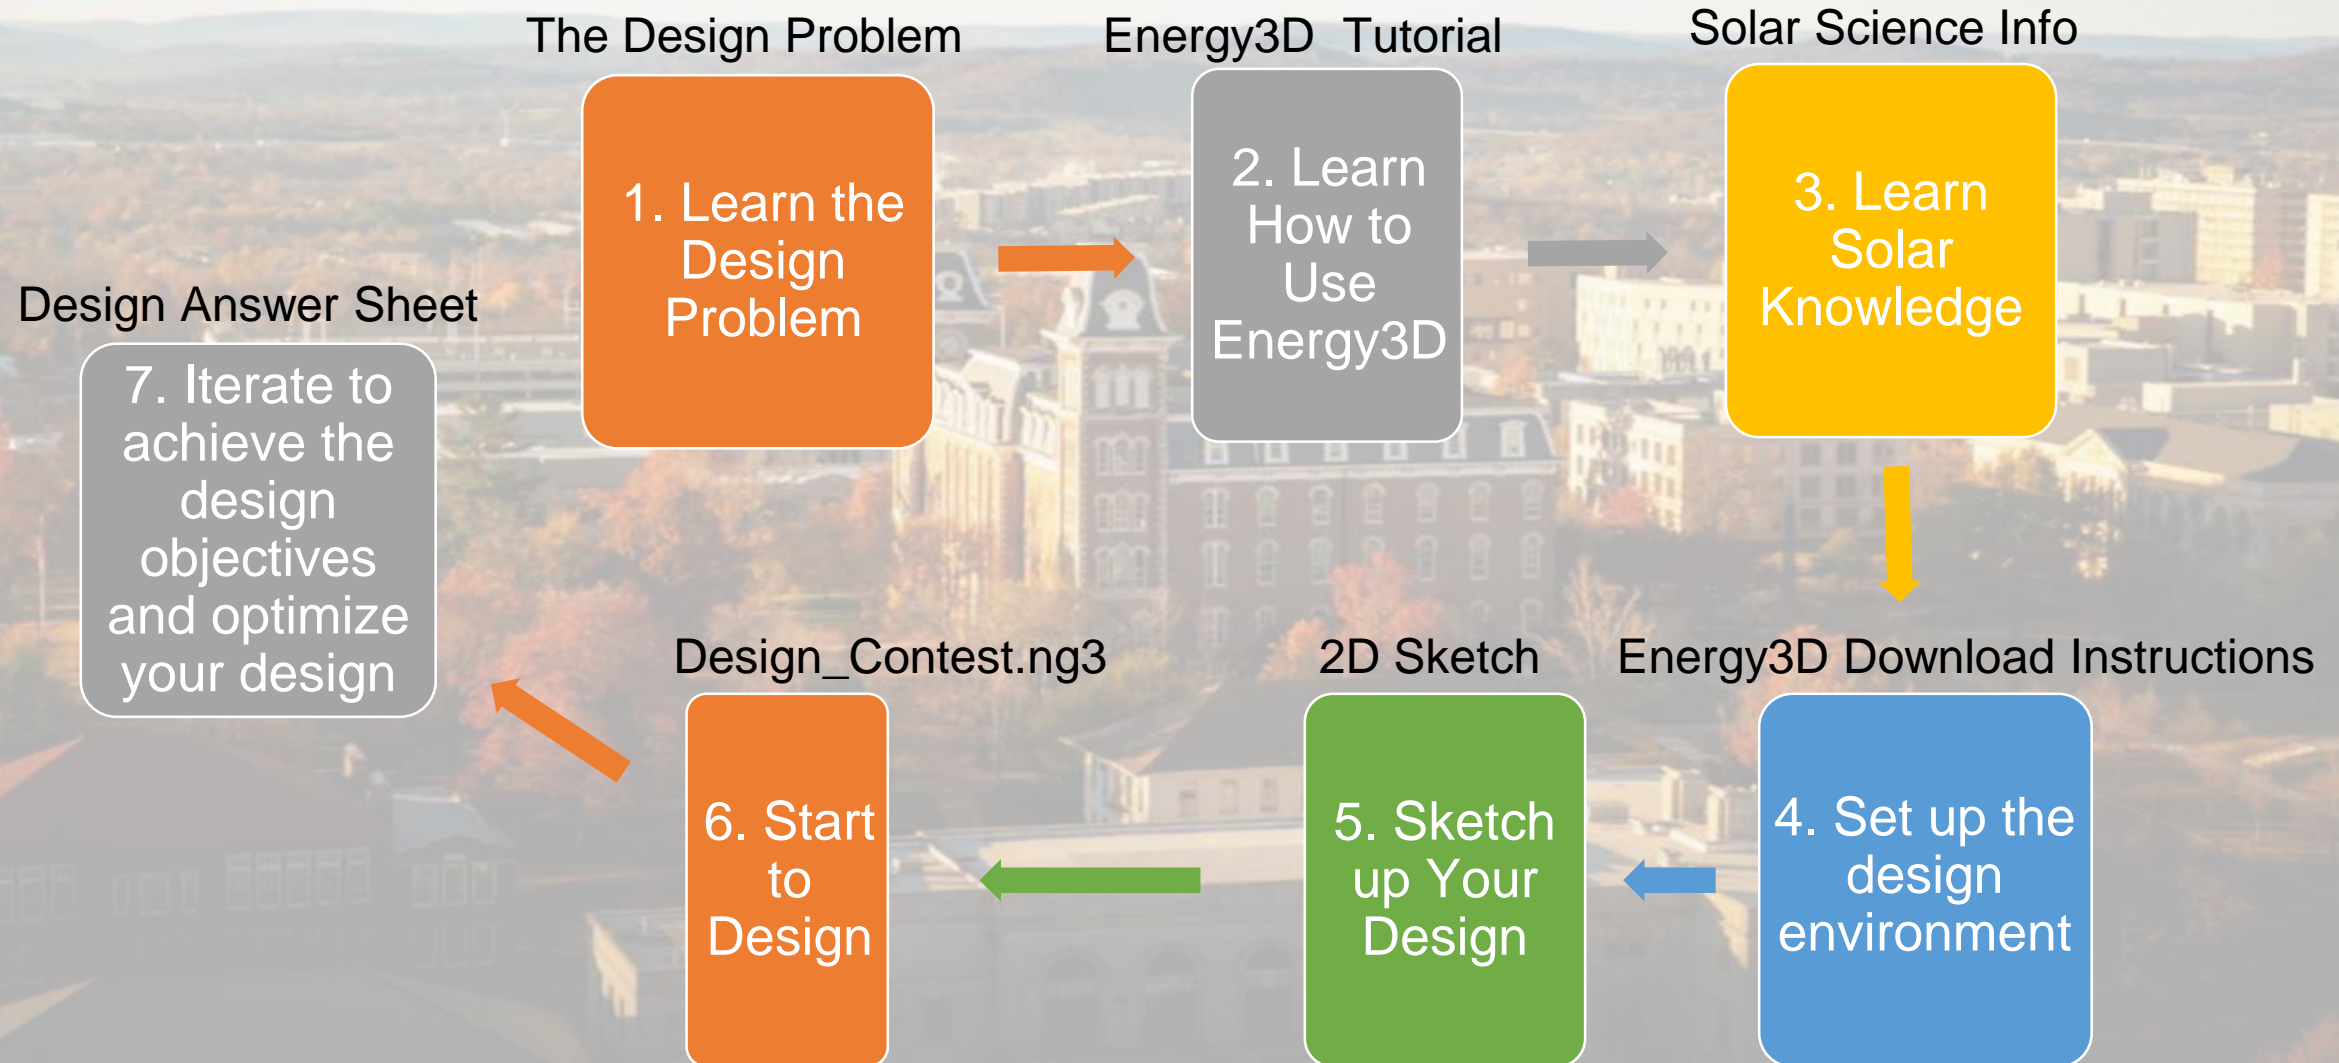 The Design Problem
1. Learn the
Design
Problem
Energy3D Tutorial
2. Learn
How to
Use
Energy3D
Solar Science Info
3. Learn
Solar
Knowledge
Energy3D Download Instructions
4. Set up the
design
environment
2D Sketch
5. Sketch
up Your
Design
Design_Contest.ng3
6. Start
to
Design
Design Answer Sheet
7. Iterate to
achieve the
design
objectives
and optimize
your design